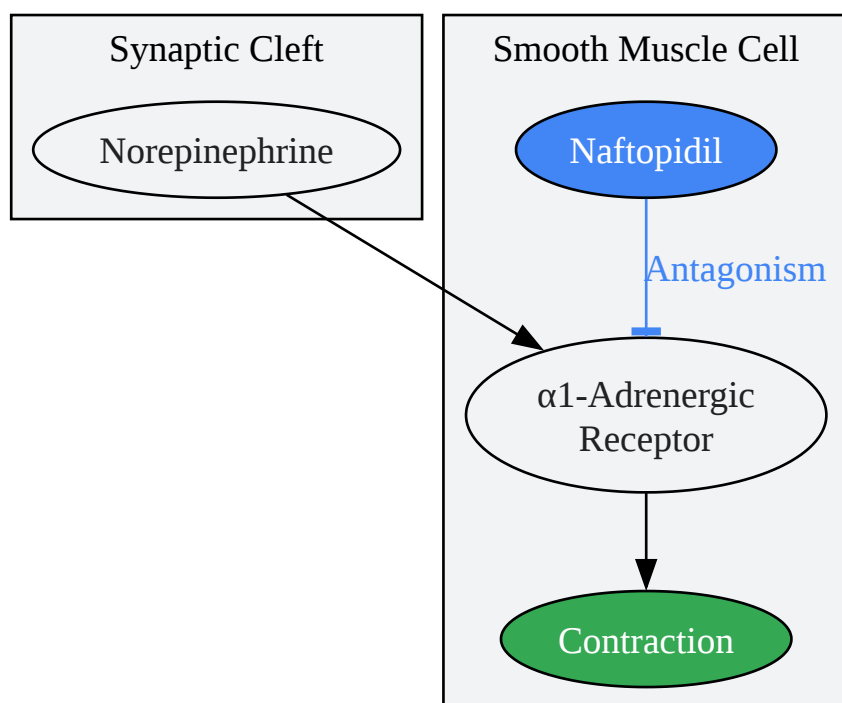 Synaptic Cleft
Norepinephrine
Smooth Muscle Cell
Naftopidil
Antagonism
α1-Adrenergic
Receptor
Contraction